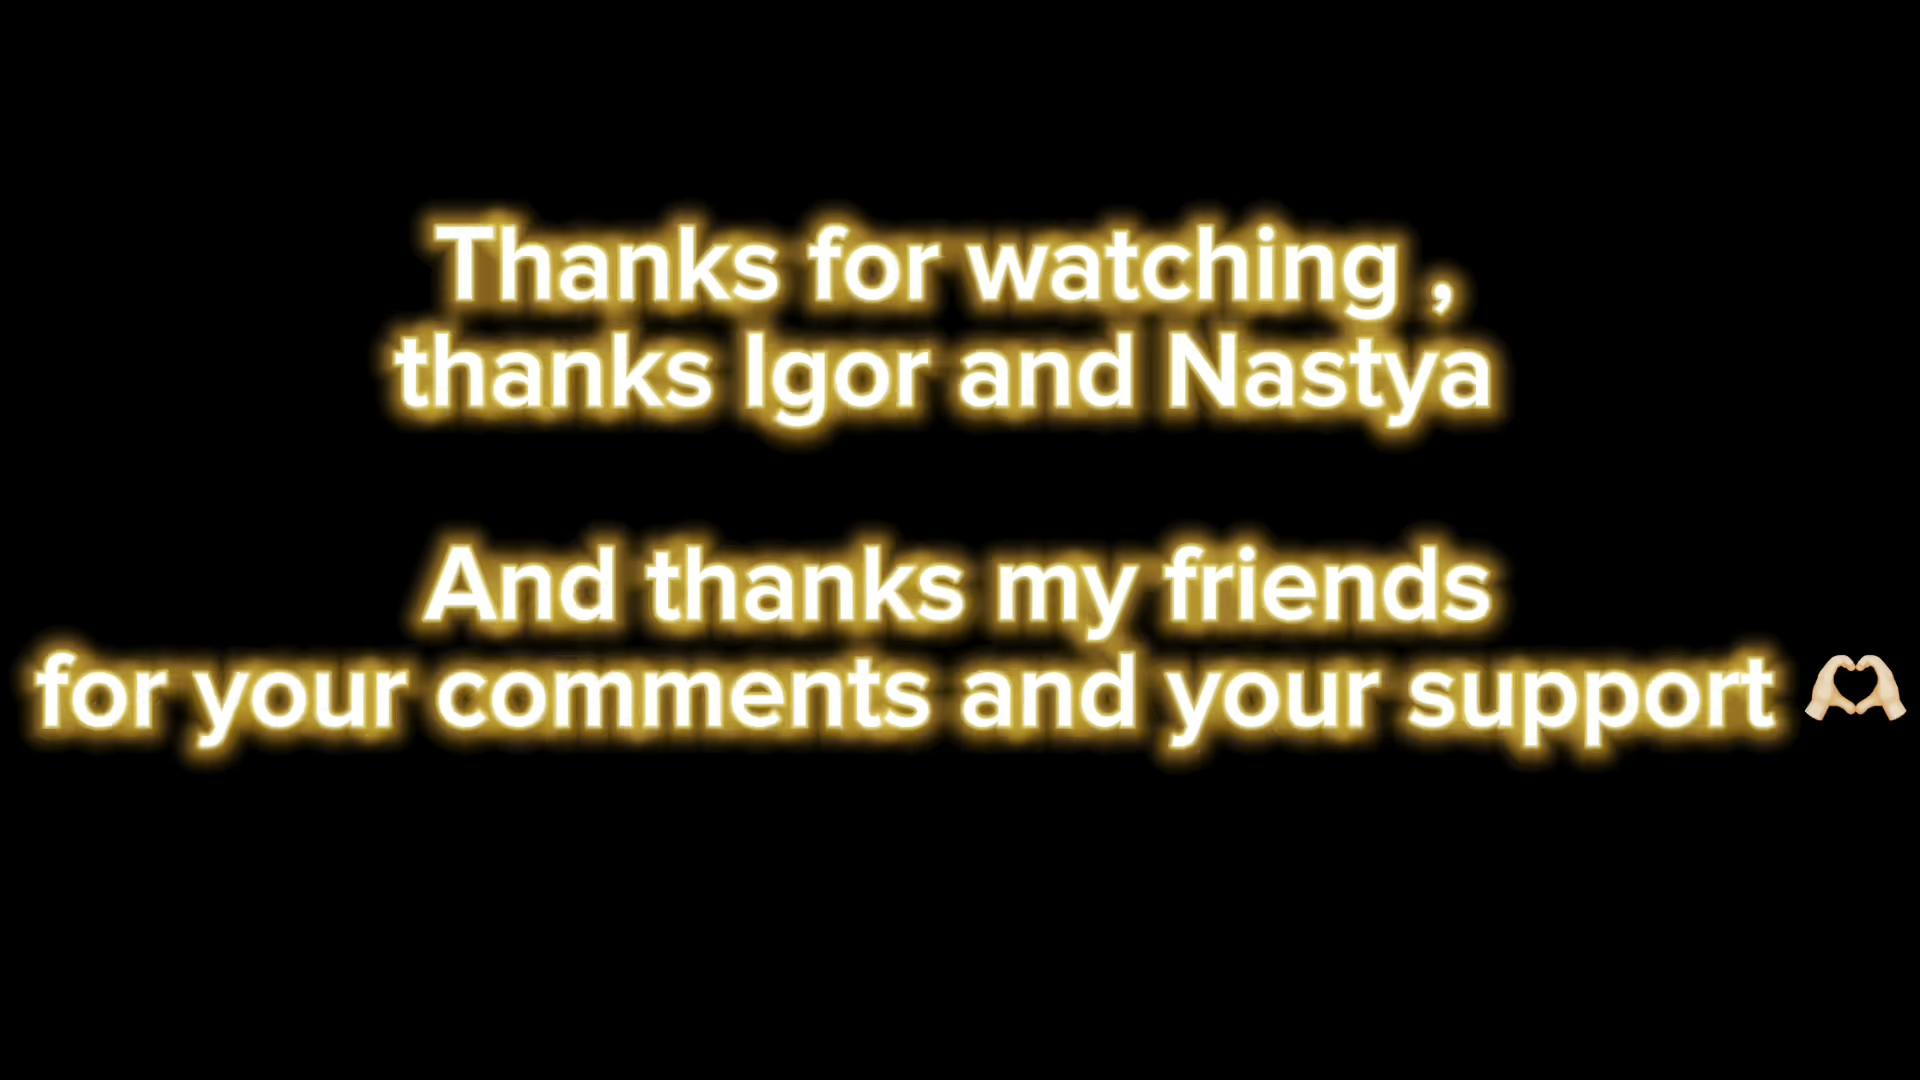 Thanks for watching ,
thanks Igor and Nastya
And thanks my friends
for your comments and your support 🫶🏻